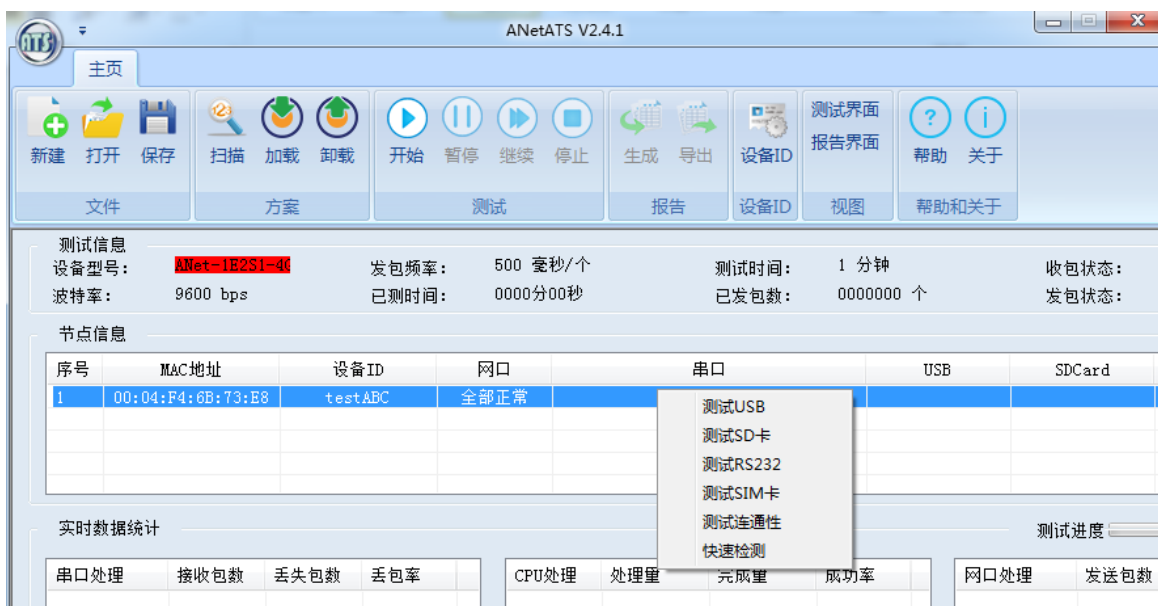 ANetATS V2.4.1
ATS
主页
新建 打开 保存 扫描 加载 卸载 开始 暂停 继续 停止 生成 导出 设备ID 测试界面 报告界面 帮助 关于
文件 方案 测试 报告 设备ID 视图 帮助和关于
测试信息
设备型号: ANet-1E2S1-4G 发包频率: 500 毫秒/个 测试时间: 1 分钟 收包状态:
波特率: 9600 bps 已测时间: 0000分00秒 已发包数: 0000000 个 发包状态:
节点信息
序号 MAC地址 设备ID 网口 串口 USB SDCard
1 00:04:F4:6B:73:E8 testABC 全部正常
测试USB
测试SD卡
测试RS232
测试SIM卡
测试连通性
快速检测
实时数据统计 测试进度
串口处理 接收包数 丢失包数 丢包率 CPU处理 处理量 完成量 成功率 网口处理 发送包数